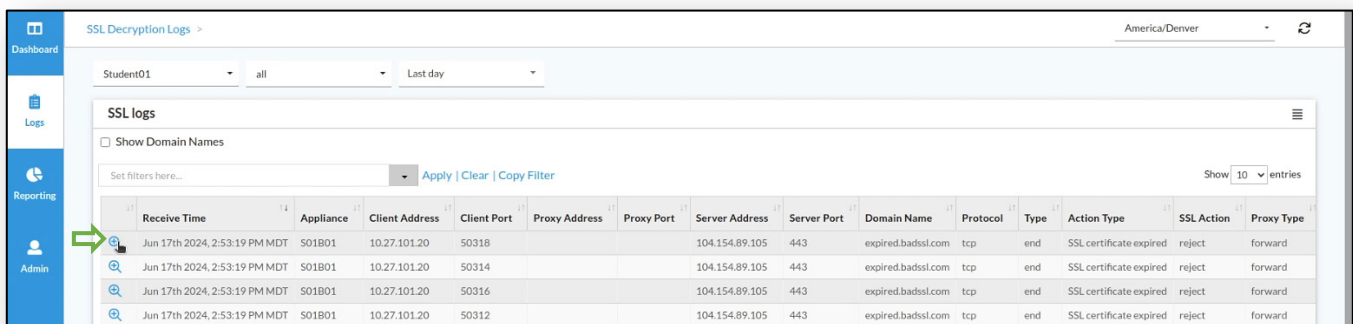 SSL Decryption Logs >
America/Denver
Dashboard
Student01 all Last day
Logs
SSL logs
Show Domain Names
Set filters here... Apply | Clear | Copy Filter Show 10 entries
Reporting
Receive Time Appliance Client Address Client Port Proxy Address Proxy Port Server Address Server Port Domain Name Protocol Type Action Type SSL Action Proxy Type
Jun 17th 2024, 2:53:19 PM MDT S01B01 10.27.101.20 50318 104.154.89.105 443 expired.badssl.com tcp end SSL certificate expired reject forward
Admin
Jun 17th 2024, 2:53:19 PM MDT S01B01 10.27.101.20 50314 104.154.89.105 443 expired.badssl.com tcp end SSL certificate expired reject forward
Jun 17th 2024, 2:53:19 PM MDT S01B01 10.27.101.20 50316 104.154.89.105 443 expired.badssl.com tcp end SSL certificate expired reject forward
Jun 17th 2024, 2:53:19 PM MDT S01B01 10.27.101.20 50312 104.154.89.105 443 expired.badssl.com tcp end SSL certificate expired reject forward